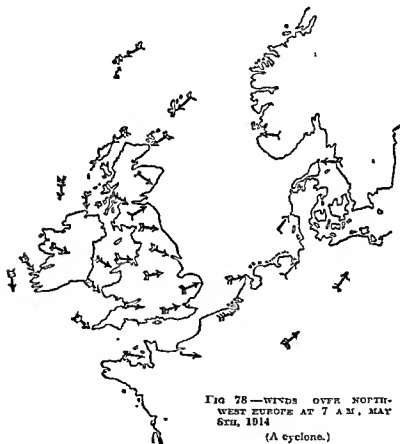 FIG 78—WINDS OVER NORTH-
WEST EUROPE AT 7 A M, MAY
8TH, 1914
(A cyclone.)